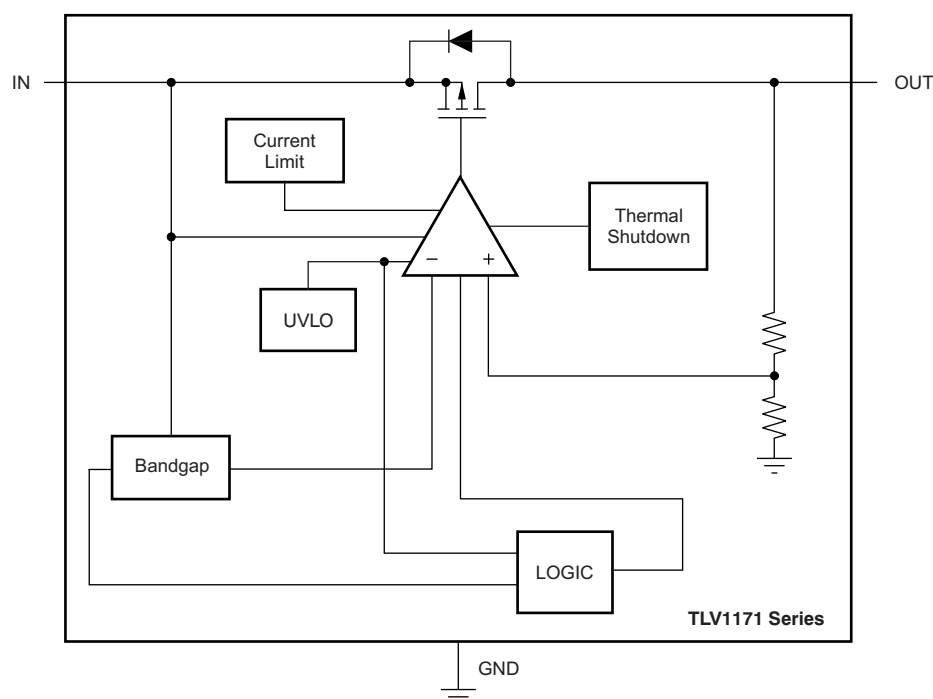 IN
OUT
Current
Limit
Thermal
Shutdown
− +
UVLO
Bandgap
LOGIC
TLV1171 Series
GND